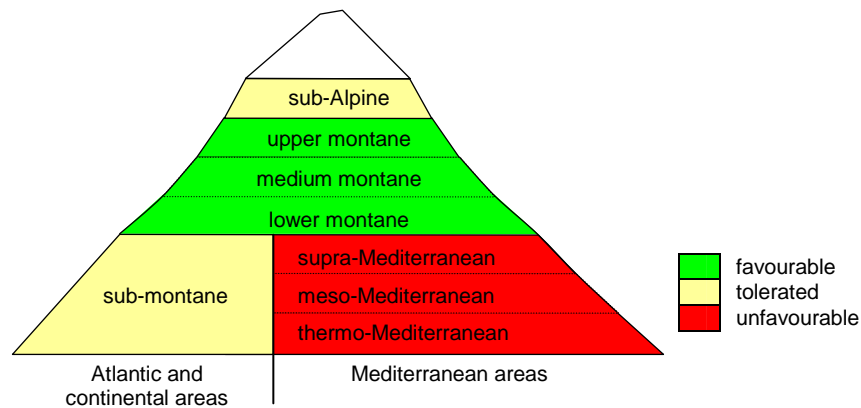 sub-Alpine
upper montane
medium montane
lower montane
sub-montane
supra-Mediterranean
meso-Mediterranean
thermo-Mediterranean
favourable
tolerated
unfavourable
Atlantic and
continental areas
Mediterranean areas